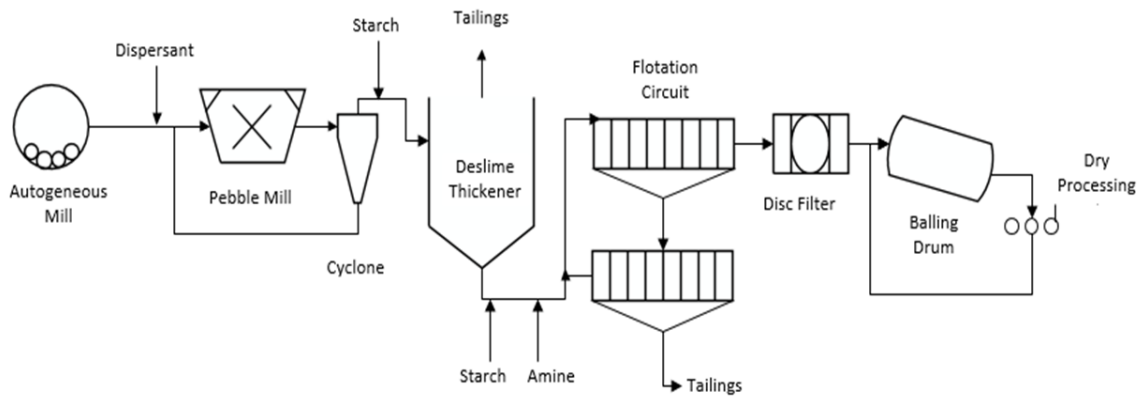 Tailings
Starch
Dispersant
Flotation
Circuit
Autogeneous
Mill
Pebble Mill
Cyclone
Deslime
Thickener
Disc Filter
Balling
Drum
Dry
Processing
Starch
Amine
Tailings